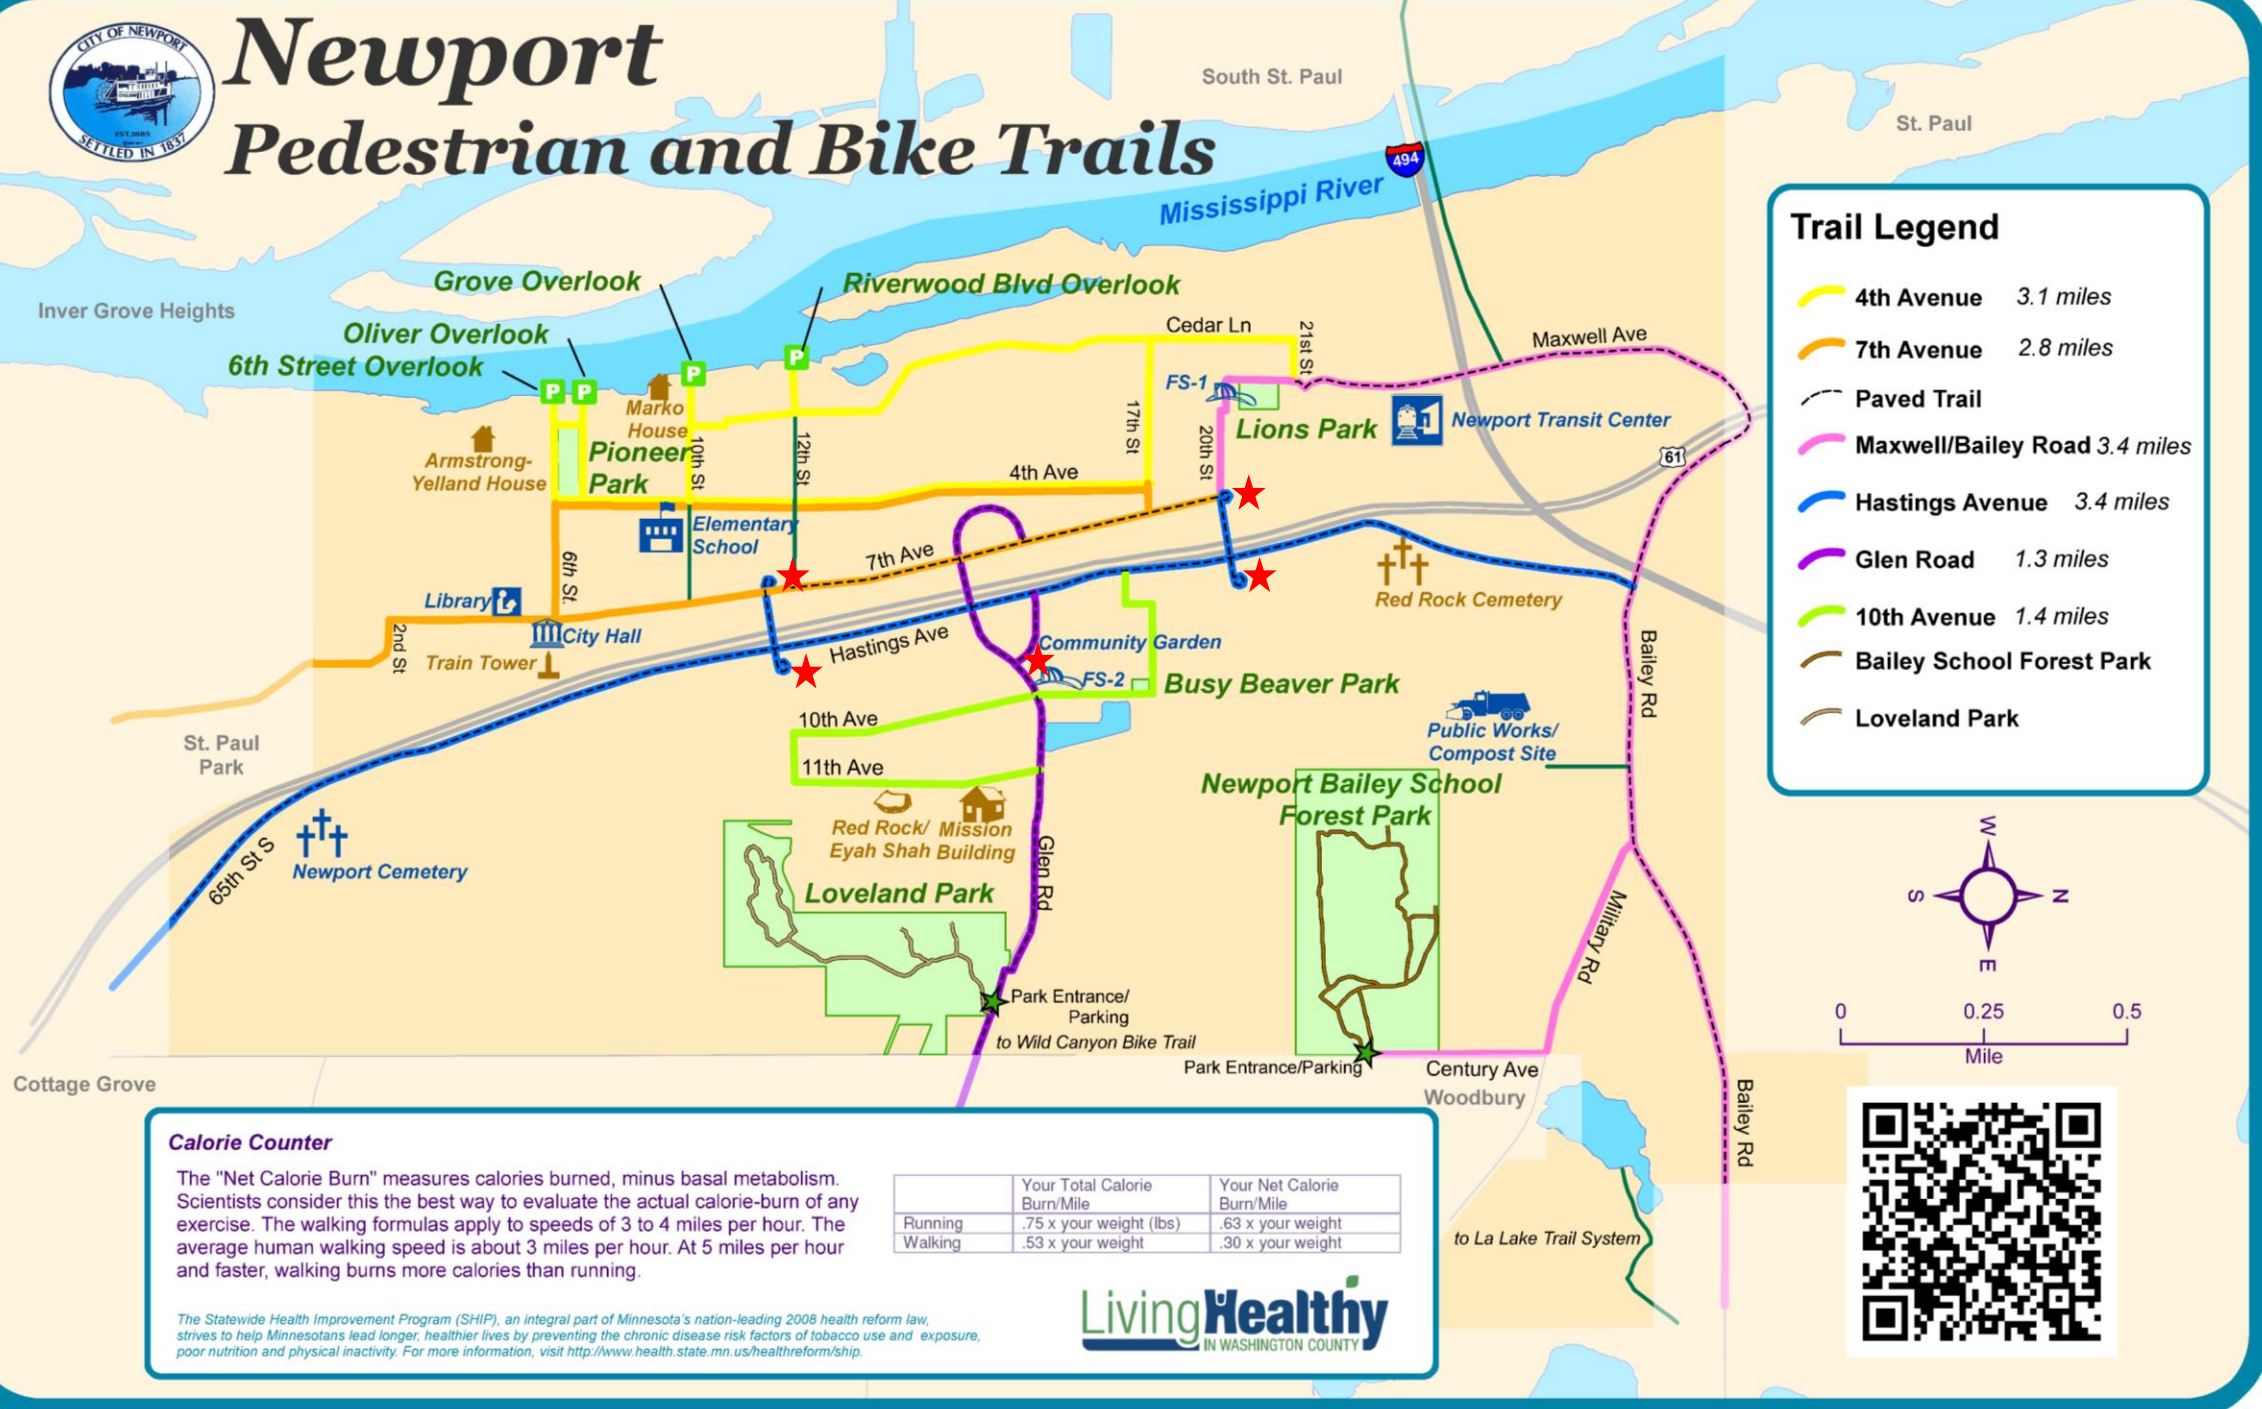 CITY OF NEWPORT
EST.1889
SETTLED IN 1837
Newport
Pedestrian and Bike Trails
South St. Paul
St. Paul
494
Mississippi River
Inver Grove Heights
Grove Overlook
Riverwood Blvd Overlook
Oliver Overlook
6th Street Overlook
P
P
P
P
Cedar Ln
21st St
Maxwell Ave
FS-1
Lions Park
Newport Transit Center
Marko
House
Pioneer
Park
10th St
12th St
17th St
20th St
61
Armstrong-
Yelland House
4th Ave
Elementary
School
7th Ave
6th St.
Library
City Hall
Train Tower
2nd St
Hastings Ave
Red Rock Cemetery
Community Garden
FS-2
Busy Beaver Park
Bailey Rd
10th Ave
11th Ave
St. Paul
Park
Public Works/
Compost Site
Newport Bailey School
Forest Park
Red Rock/
Eyah Shah
Mission
Building
65th St S
Newport Cemetery
Loveland Park
Glen Rd
Military Rd
Park Entrance/
Parking
to Wild Canyon Bike Trail
Park Entrance/Parking
Century Ave
Woodbury
Cottage Grove
Bailey Rd
to La Lake Trail System
Trail Legend
4th Avenue 3.1 miles
7th Avenue 2.8 miles
Paved Trail
Maxwell/Bailey Road 3.4 miles
Hastings Avenue 3.4 miles
Glen Road 1.3 miles
10th Avenue 1.4 miles
Bailey School Forest Park
Loveland Park
W
S N
E
0 0.25 0.5
Mile
Calorie Counter
The "Net Calorie Burn" measures calories burned, minus basal metabolism.
Scientists consider this the best way to evaluate the actual calorie-burn of any
exercise. The walking formulas apply to speeds of 3 to 4 miles per hour. The
average human walking speed is about 3 miles per hour. At 5 miles per hour
and faster, walking burns more calories than running.
Your Total Calorie
Burn/Mile
Your Net Calorie
Burn/Mile
Running .75 x your weight (lbs) .63 x your weight
Walking .53 x your weight .30 x your weight
The Statewide Health Improvement Program (SHIP), an integral part of Minnesota's nation-leading 2008 health reform law,
strives to help Minnesotans lead longer, healthier lives by preventing the chronic disease risk factors of tobacco use and exposure,
poor nutrition and physical inactivity. For more information, visit http://www.health.state.mn.us/healthreform/ship.
Living Healthy
IN WASHINGTON COUNTY